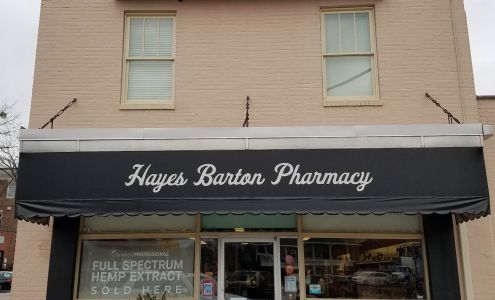 Hayes Barton Pharmacy
PROFESSIONAL
FULL SPECTRUM
HEMP EXTRACT
SOLD HERE